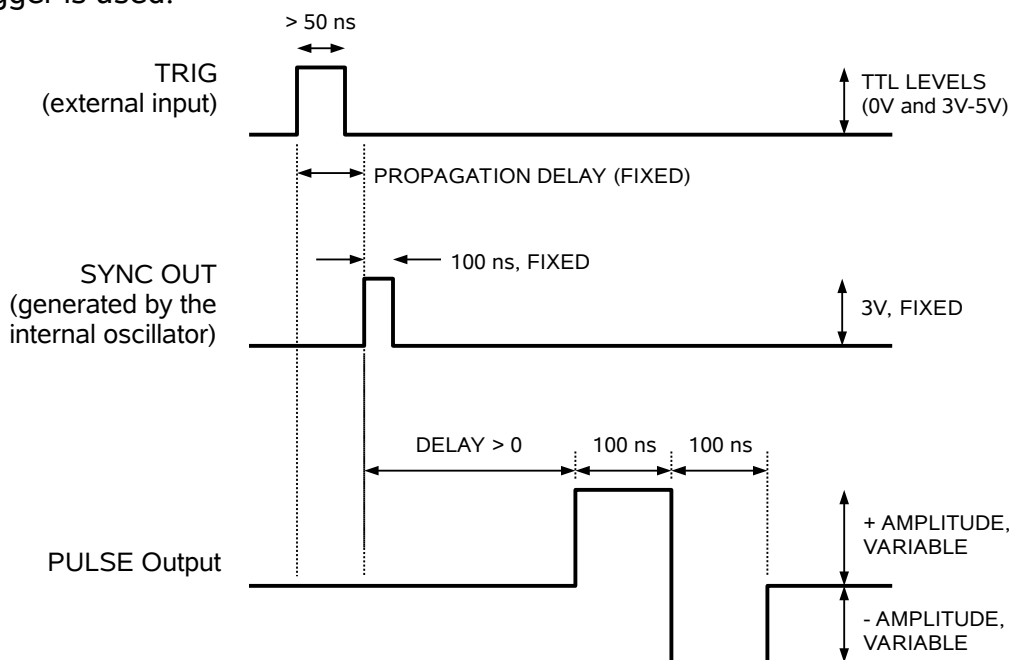 gger is used.
> 50 ns
TRIG
(external input)
TTL LEVELS
(0V and 3V-5V)
PROPAGATION DELAY (FIXED)
SYNC OUT
(generated by the
internal oscillator)
100 ns, FIXED
3V, FIXED
DELAY > 0
100 ns
100 ns
PULSE Output
+ AMPLITUDE,
VARIABLE
- AMPLITUDE,
VARIABLE